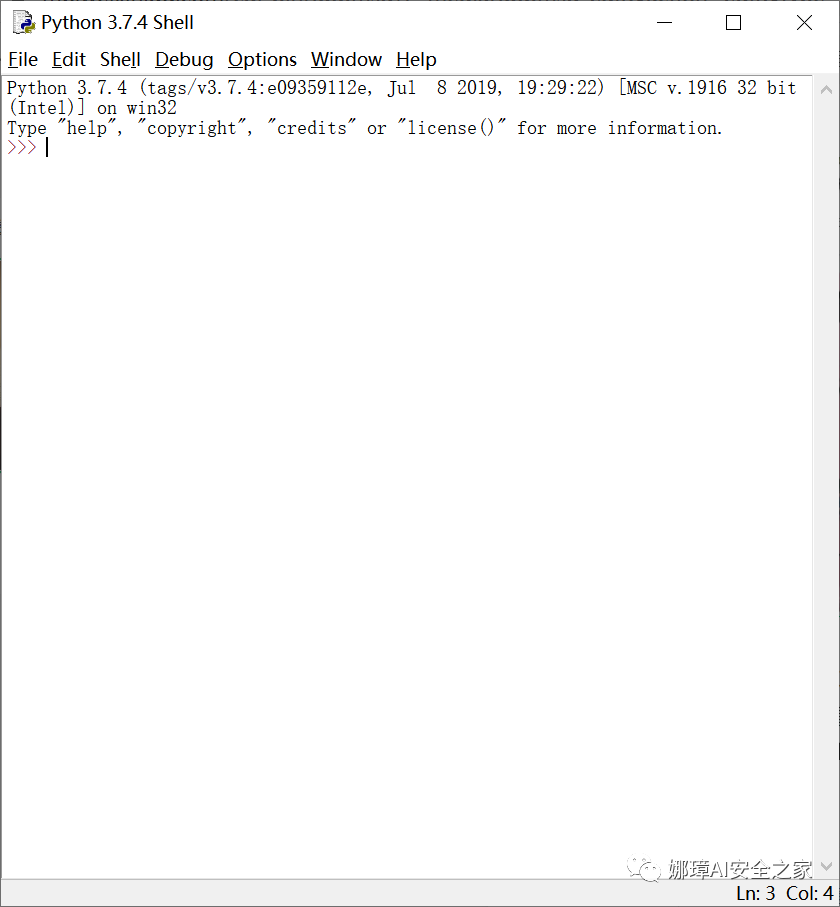 Python 3.7.4 Shell
File Edit Shell Debug Options Window Help
Python 3.7.4 (tags/v3.7.4:e09359112e, Jul  8 2019, 19:29:22) [MSC v.1916 32 bit
(Intel)] on win32
Type "help", "copyright", "credits" or "license()" for more information.
>>>
娜璋AI安全之家
Ln: 3 Col: 4